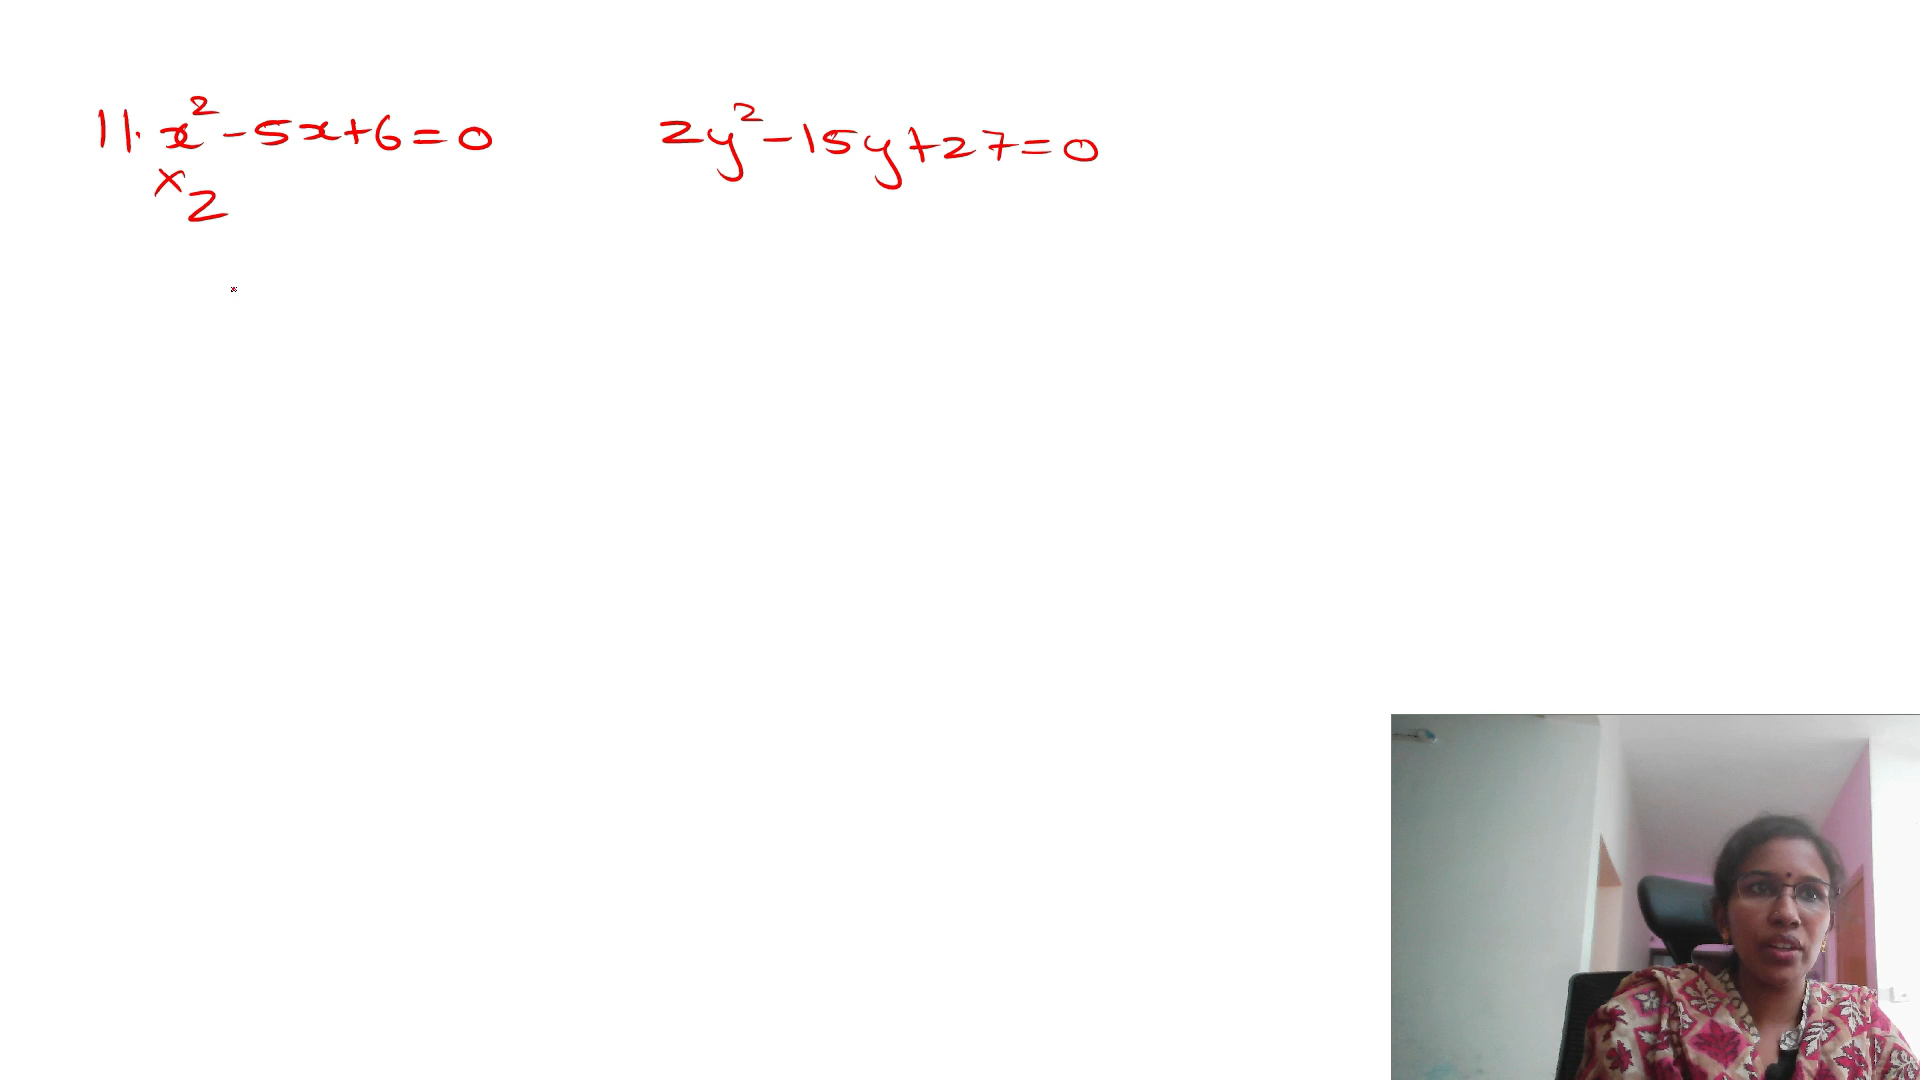 11. x² - 5x + 6 = 0 2y² - 15y + 27 = 0
x 2